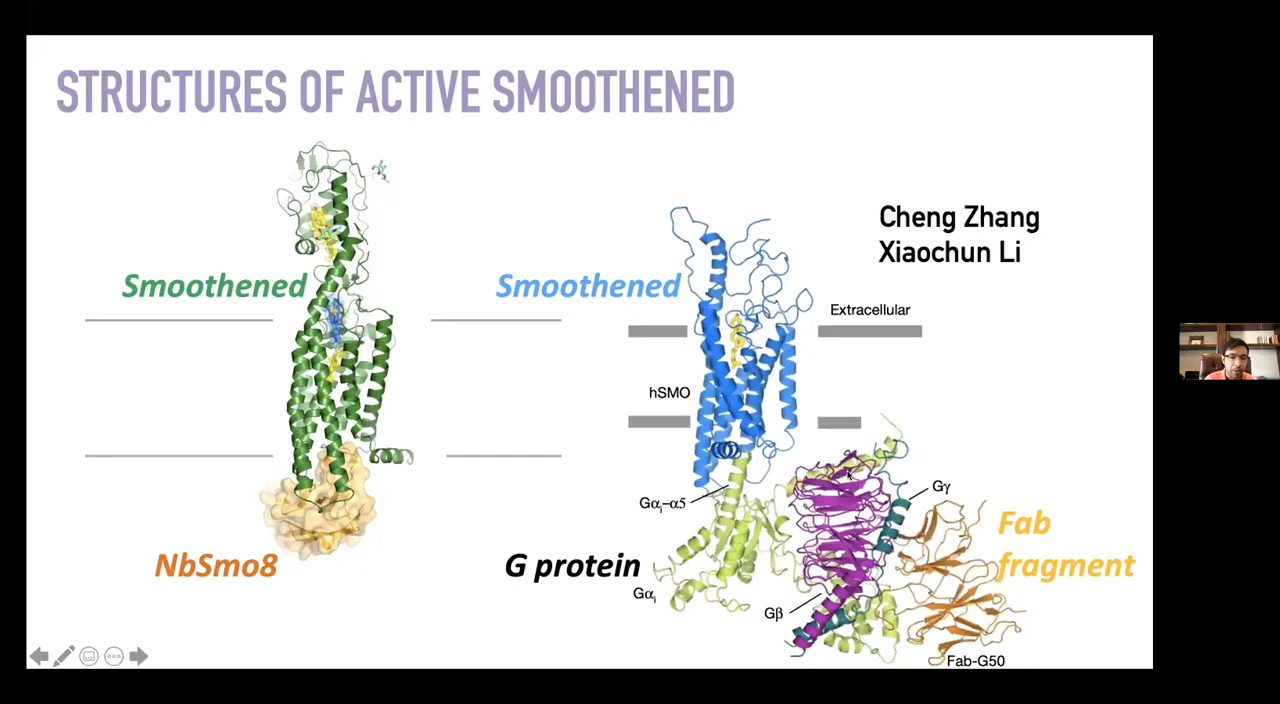 STRUCTURES OF ACTIVE SMOOTHENED
Cheng Zhang
Xiaochun Li
Smoothened
Smoothened
Extracellular
hSMO
Gαi–α5
Gγ
Fab
fragment
NbSmo8
G protein
Gαi
Gβ
Fab-G50